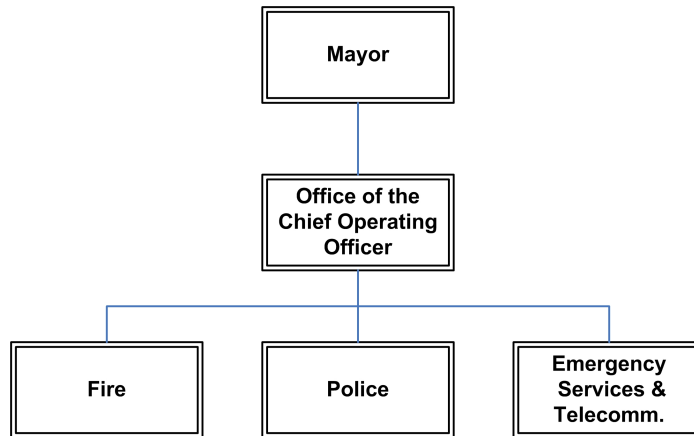 Mayor
Office of the
Chief Operating
Officer
Fire
Police
Emergency
Services &
Telecomm.